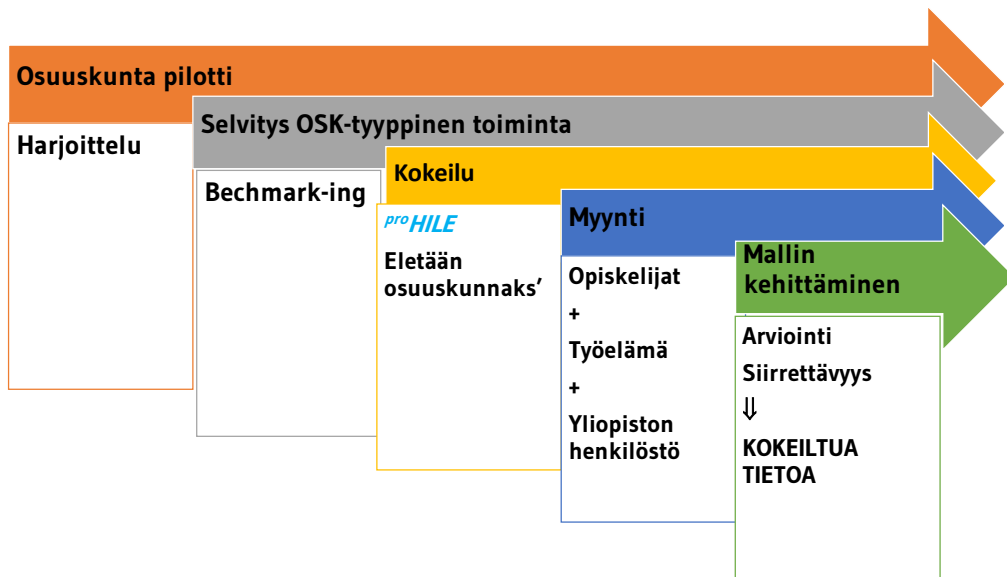 Osuuskunta pilotti
Harjoittelu
Selvitys OSK-tyyppinen toiminta
Bechmark-ing
Kokeilu
pro HILE
Eletään
osuuskunnaks’
Myynti
Opiskelijat
+
Työelämä
+
Yliopiston
henkilöstö
Mallin
kehittäminen
Arviointi
Siirrettävyys
⇓
KOKEILTUA
TIETOA